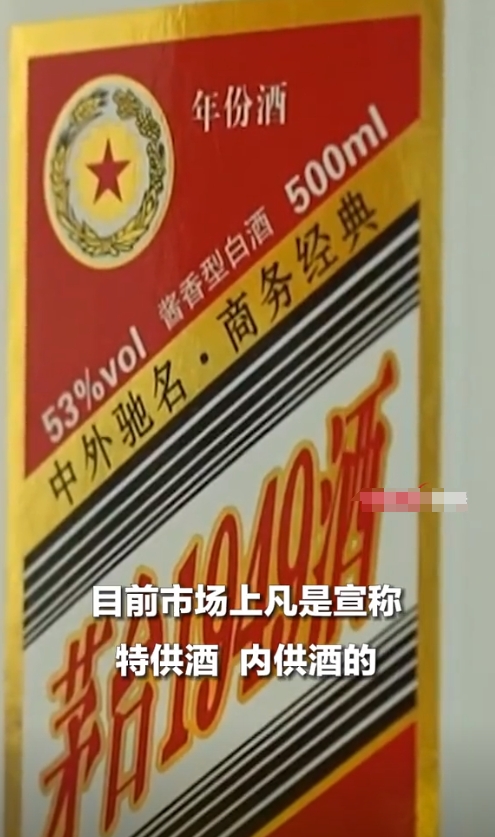 年份酒
53%vol 酱香型白酒 500ml
中外驰名·商务经典
茅台1949酒
目前市场上凡是宣称
特供酒 内供酒的